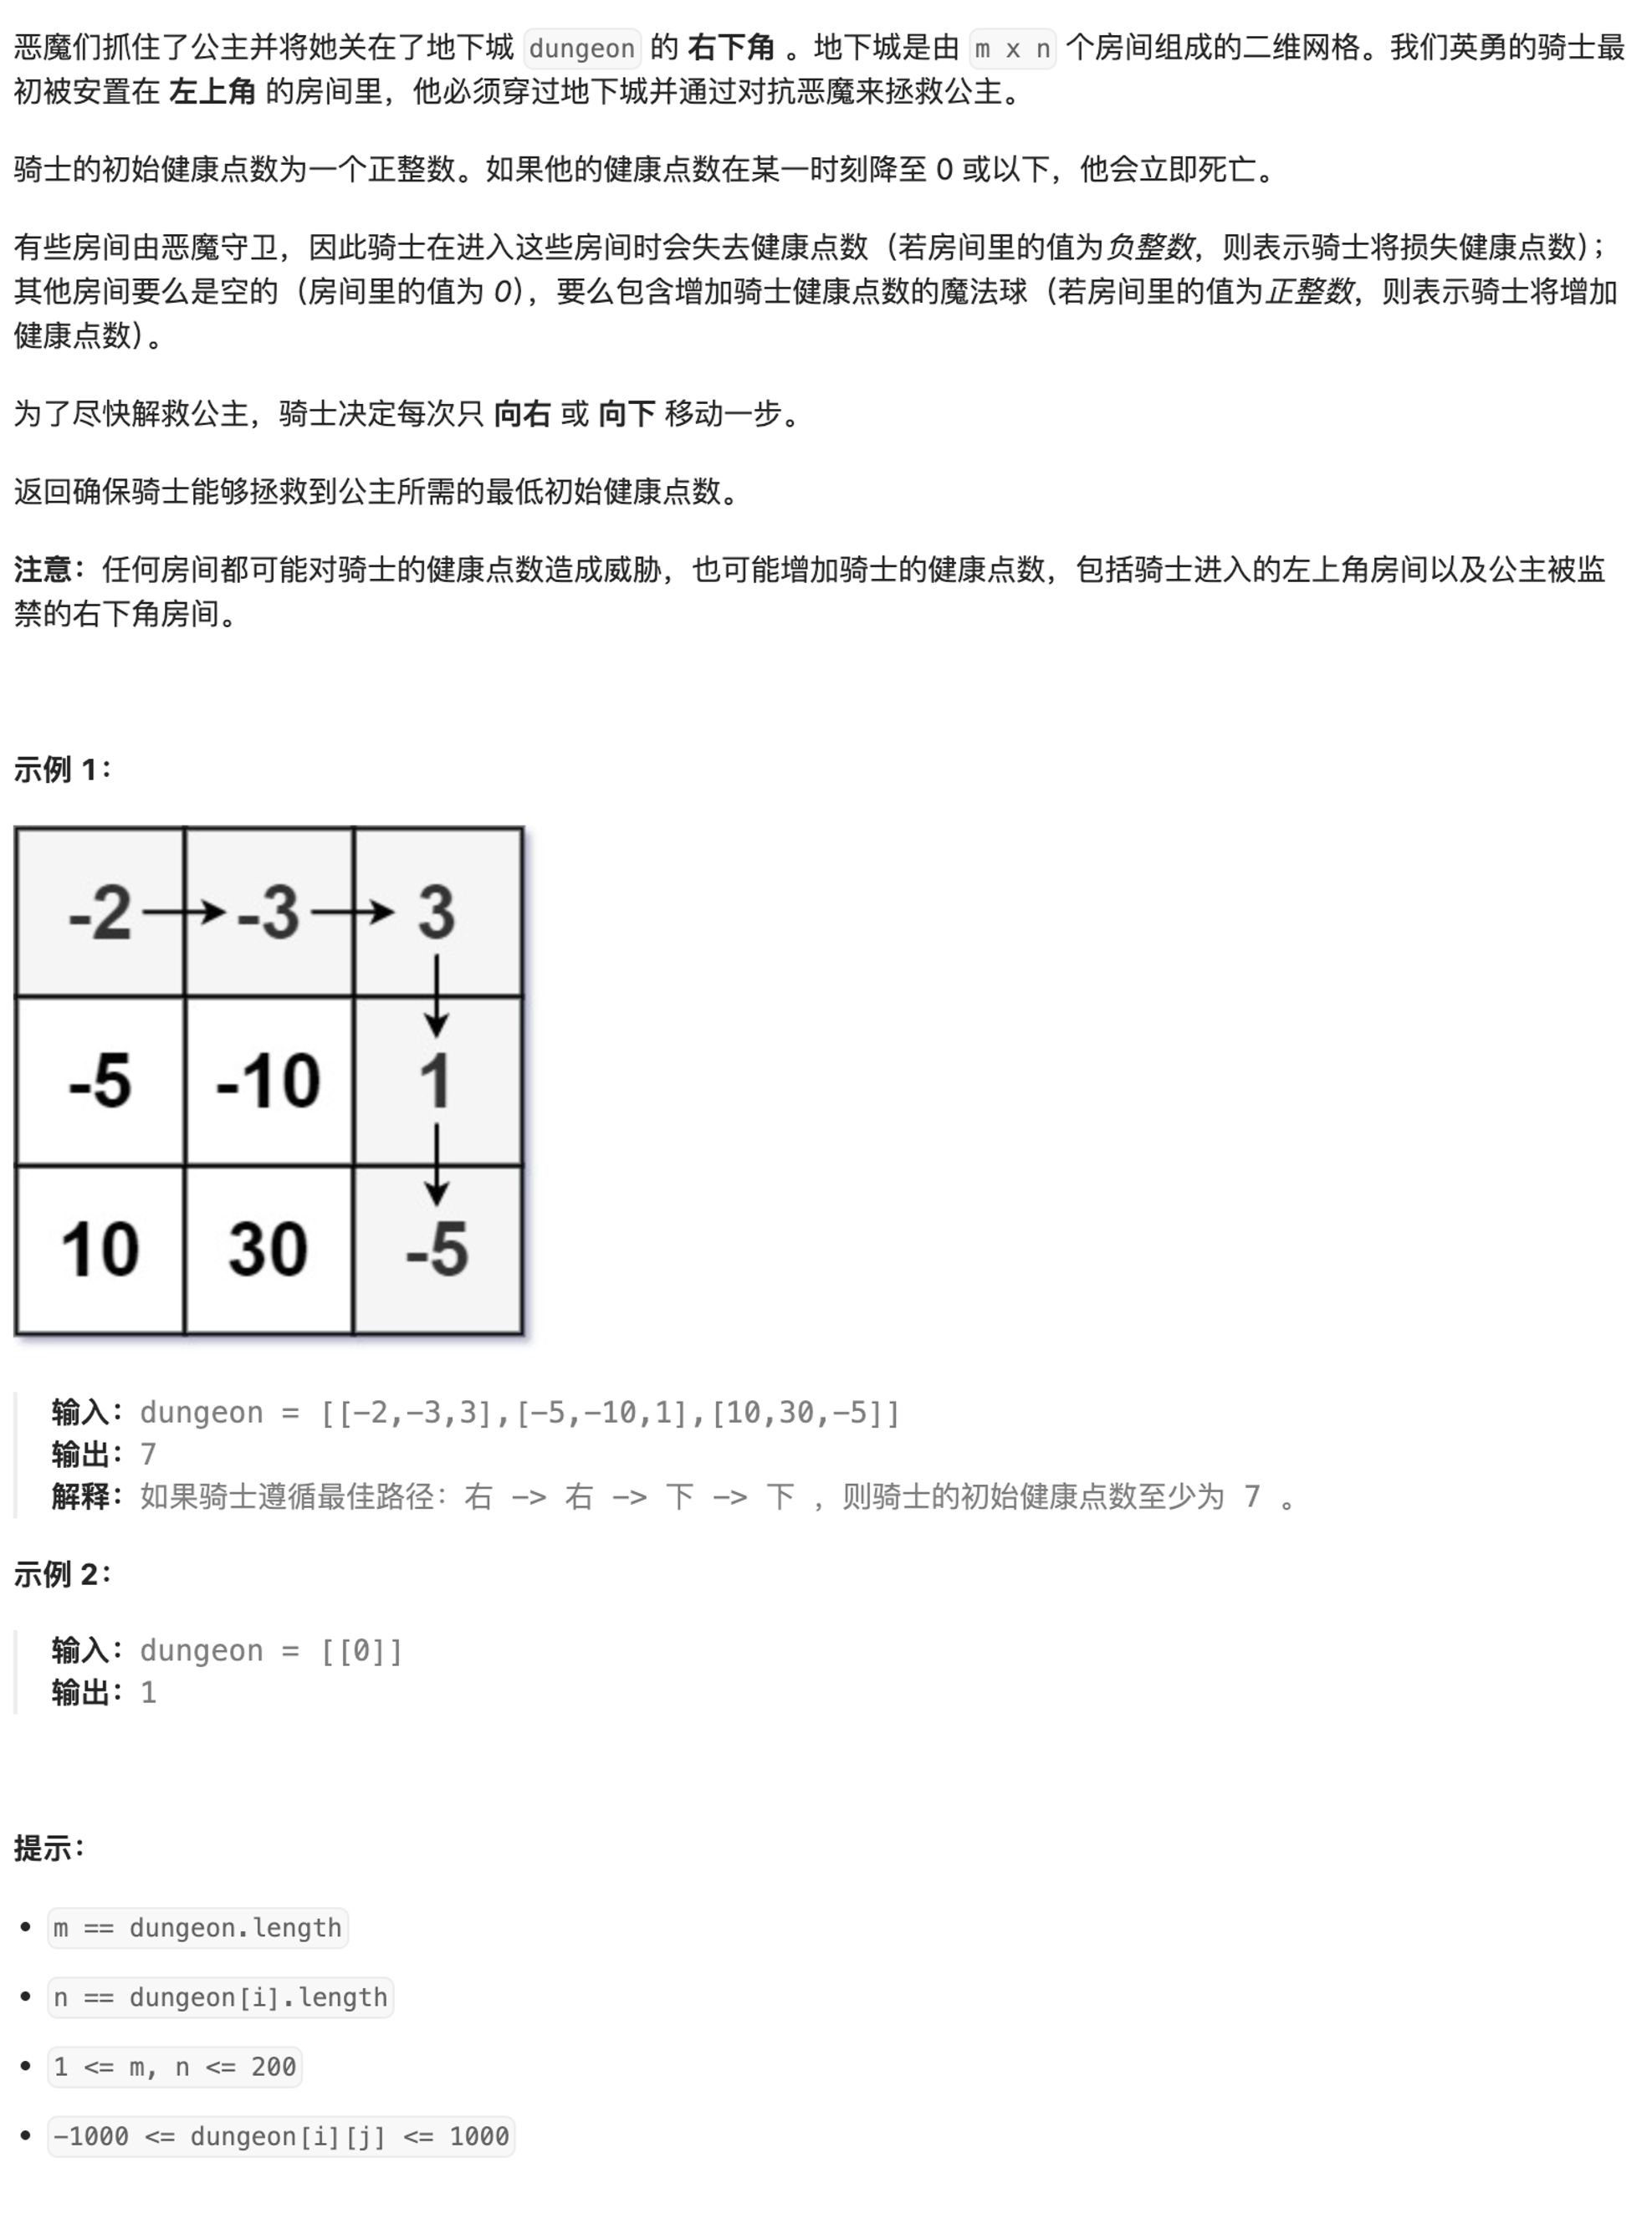 恶魔们抓住了公主并将她关在了地下城 dungeon 的 右下角 。地下城是由 m x n 个房间组成的二维网格。我们英勇的骑士最
初被安置在 左上角 的房间里，他必须穿过地下城并通过对抗恶魔来拯救公主。
骑士的初始健康点数为一个正整数。如果他的健康点数在某一时刻降至 0 或以下，他会立即死亡。
有些房间由恶魔守卫，因此骑士在进入这些房间时会失去健康点数（若房间里的值为负整数，则表示骑士将损失健康点数）；
其他房间要么是空的（房间里的值为 0），要么包含增加骑士健康点数的魔法球（若房间里的值为正整数，则表示骑士将增加
健康点数）。
为了尽快解救公主，骑士决定每次只 向右 或 向下 移动一步。
返回确保骑士能够拯救到公主所需的最低初始健康点数。
注意：任何房间都可能对骑士的健康点数造成威胁，也可能增加骑士的健康点数，包括骑士进入的左上角房间以及公主被监
禁的右下角房间。
示例 1：
-2 -3 3
-5 -10 1
10 30 -5
输入：dungeon = [[-2,-3,3],[-5,-10,1],[10,30,-5]]
输出：7
解释：如果骑士遵循最佳路径：右 -> 右 -> 下 -> 下 ，则骑士的初始健康点数至少为 7 。
示例 2：
输入：dungeon = [[0]]
输出：1
提示：
• m == dungeon.length
• n == dungeon[i].length
• 1 <= m, n <= 200
• -1000 <= dungeon[i][j] <= 1000